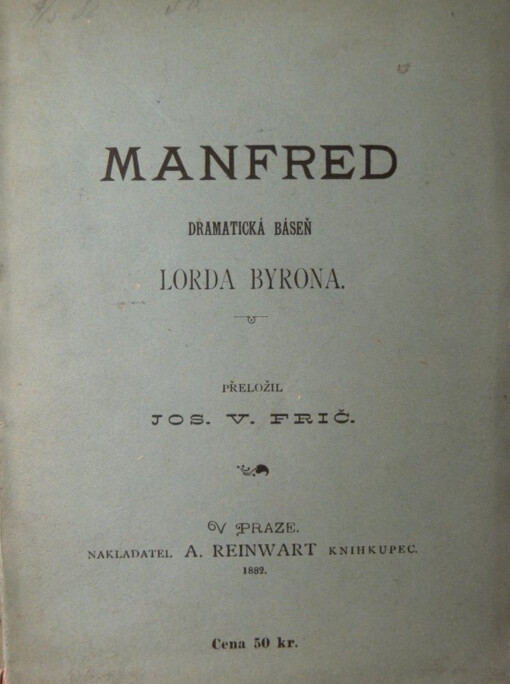 MANFRED
DRAMATICKÁ BÁSEŇ
LORDA BYRONA.
PŘELOŽIL
JOS. V. FRIČ.
V PRAZE.
NAKLADATEL A. REINWART KNIHKUPEC.
1882.
Cena 50 kr.